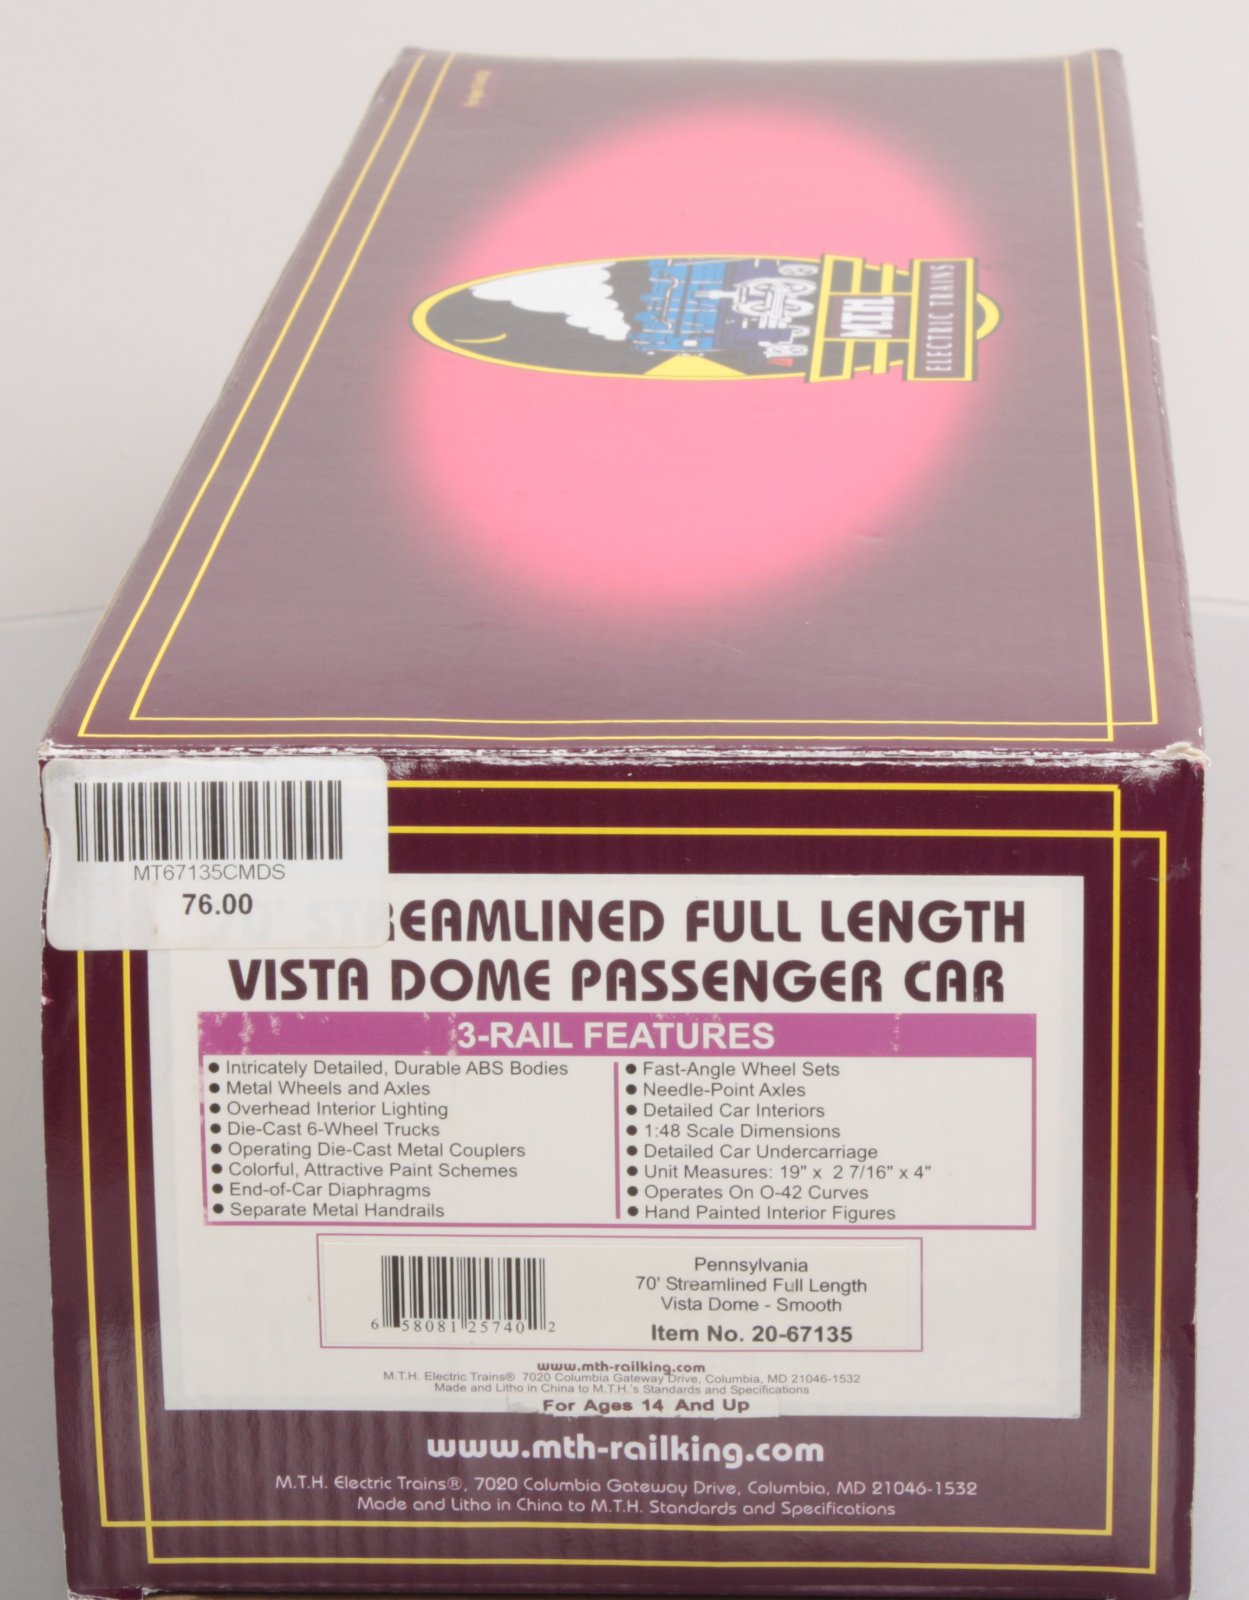 MTH
ELECTRIC TRAINS
MT67135CMDS
76.00
70' STREAMLINED FULL LENGTH
VISTA DOME PASSENGER CAR
3-RAIL FEATURES
● Intricately Detailed, Durable ABS Bodies
● Metal Wheels and Axles
● Overhead Interior Lighting
● Die-Cast 6-Wheel Trucks
● Operating Die-Cast Metal Couplers
● Colorful, Attractive Paint Schemes
● End-of-Car Diaphragms
● Separate Metal Handrails
● Fast-Angle Wheel Sets
● Needle-Point Axles
● Detailed Car Interiors
● 1:48 Scale Dimensions
● Detailed Car Undercarriage
● Unit Measures: 19" x 2 7/16" x 4"
● Operates On O-42 Curves
● Hand Painted Interior Figures
6 58081 25740 2
Pennsylvania
70' Streamlined Full Length
Vista Dome - Smooth
Item No. 20-67135
www.mth-railking.com
M.T.H. Electric Trains® 7020 Columbia Gateway Drive, Columbia, MD 21046-1532
Made and Litho in China to M.T.H.'s Standards and Specifications
For Ages 14 And Up
www.mth-railking.com
M.T.H. Electric Trains®, 7020 Columbia Gateway Drive, Columbia, MD 21046-1532
Made and Litho in China to M.T.H. Standards and Specifications